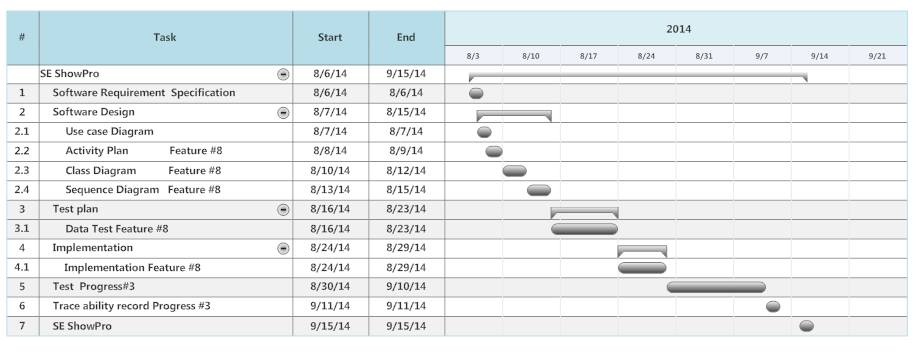 # Task Start End 2014
8/3 8/10 8/17 8/24 8/31 9/7 9/14 9/21
SE ShowPro 8/6/14 9/15/14
1 Software Requirement Specification 8/6/14 8/6/14
2 Software Design 8/7/14 8/15/14
2.1 Use case Diagram 8/7/14 8/7/14
2.2 Activity Plan Feature #8 8/8/14 8/9/14
2.3 Class Diagram Feature #8 8/10/14 8/12/14
2.4 Sequence Diagram Feature #8 8/13/14 8/15/14
3 Test plan 8/16/14 8/23/14
3.1 Data Test Feature #8 8/16/14 8/23/14
4 Implementation 8/24/14 8/29/14
4.1 Implementation Feature #8 8/24/14 8/29/14
5 Test Progress#3 8/30/14 9/10/14
6 Trace ability record Progress #3 9/11/14 9/11/14
7 SE ShowPro 9/15/14 9/15/14